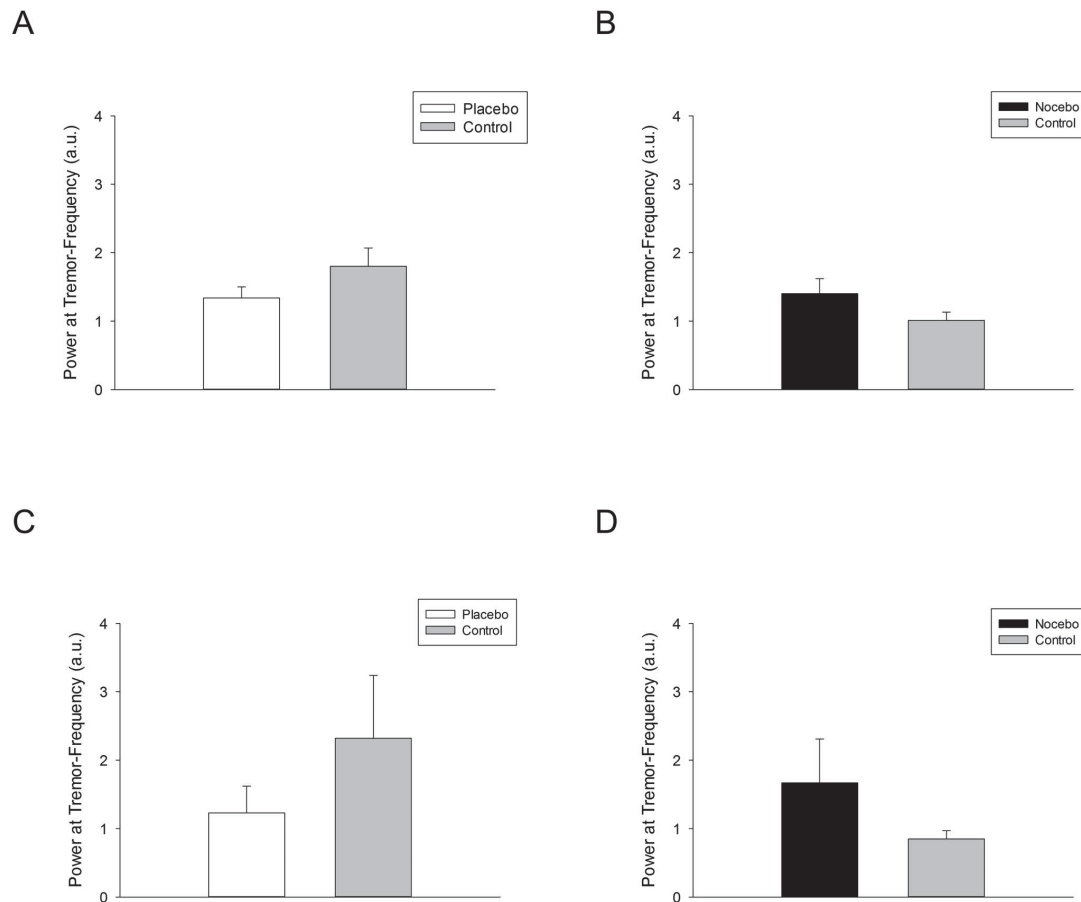 A
Placebo
Control
Power at Tremor-Frequency (a.u.)
4
3
2
1
0
B
Nocebo
Control
Power at Tremor-Frequency (a.u.)
4
3
2
1
0
C
Placebo
Control
Power at Tremor-Frequency (a.u.)
4
3
2
1
0
D
Nocebo
Control
Power at Tremor-Frequency (a.u.)
4
3
2
1
0